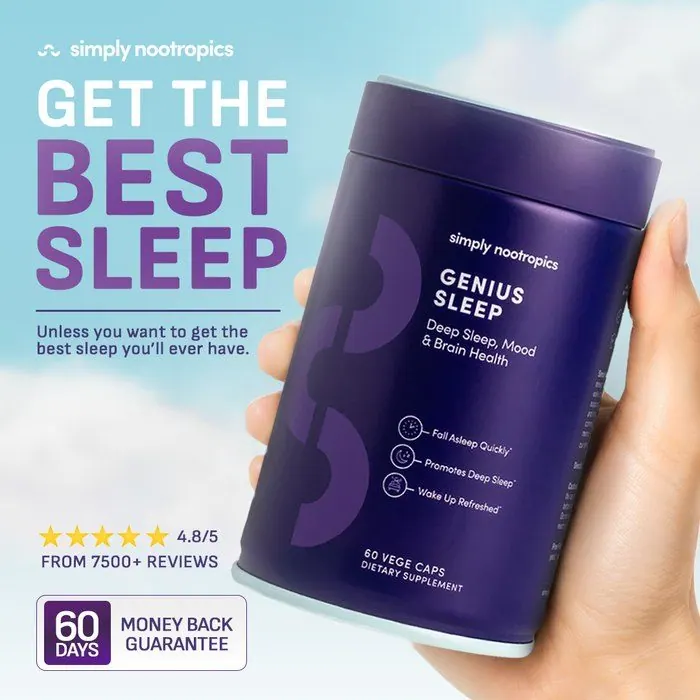 simply nootropics
GET THE
BEST
SLEEP
Unless you want to get the
best sleep you'll ever have.
simply nootropics
GENIUS
SLEEP
Deep Sleep, Mood
& Brain Health
Fall Asleep Quickly*
Promotes Deep Sleep*
Wake Up Refreshed*
60 VEGE CAPS
DIETARY SUPPLEMENT
4.8/5
FROM 7500+ REVIEWS
60
DAYS
MONEY BACK
GUARANTEE